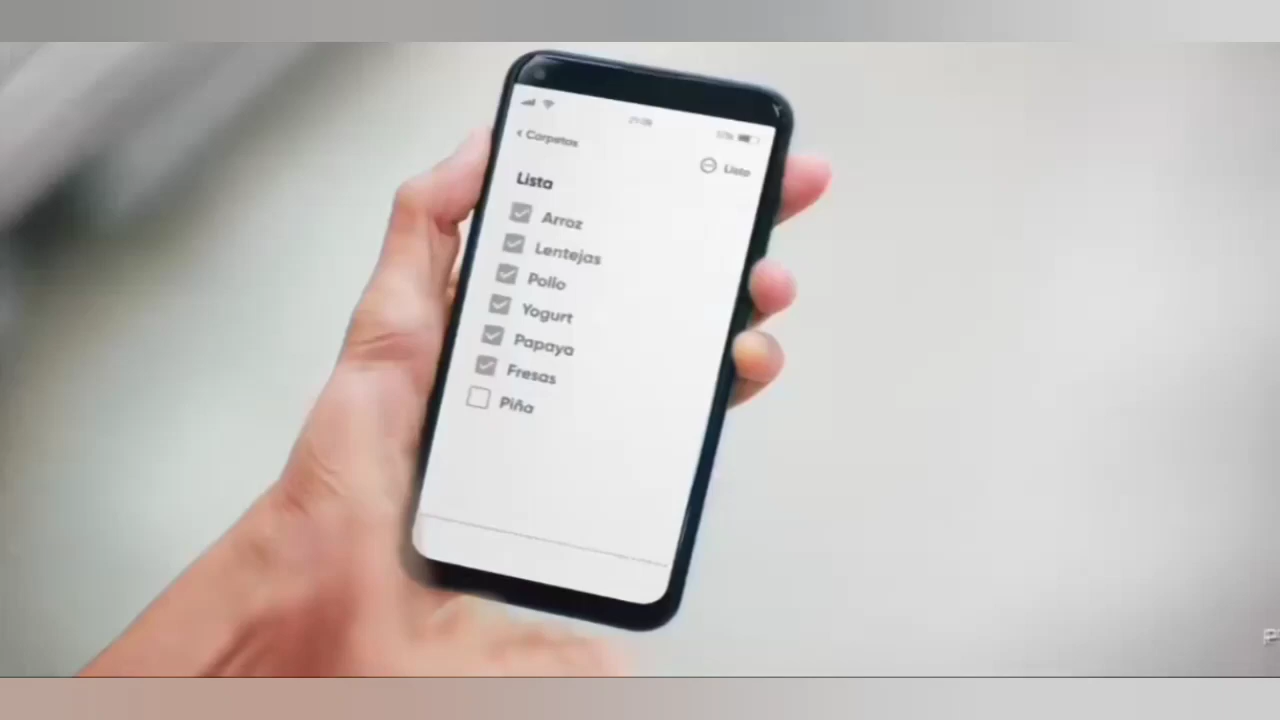 Carpetas
Listo
Lista
Arroz
Lentejas
Pollo
Yogurt
Papaya
Fresas
Piña